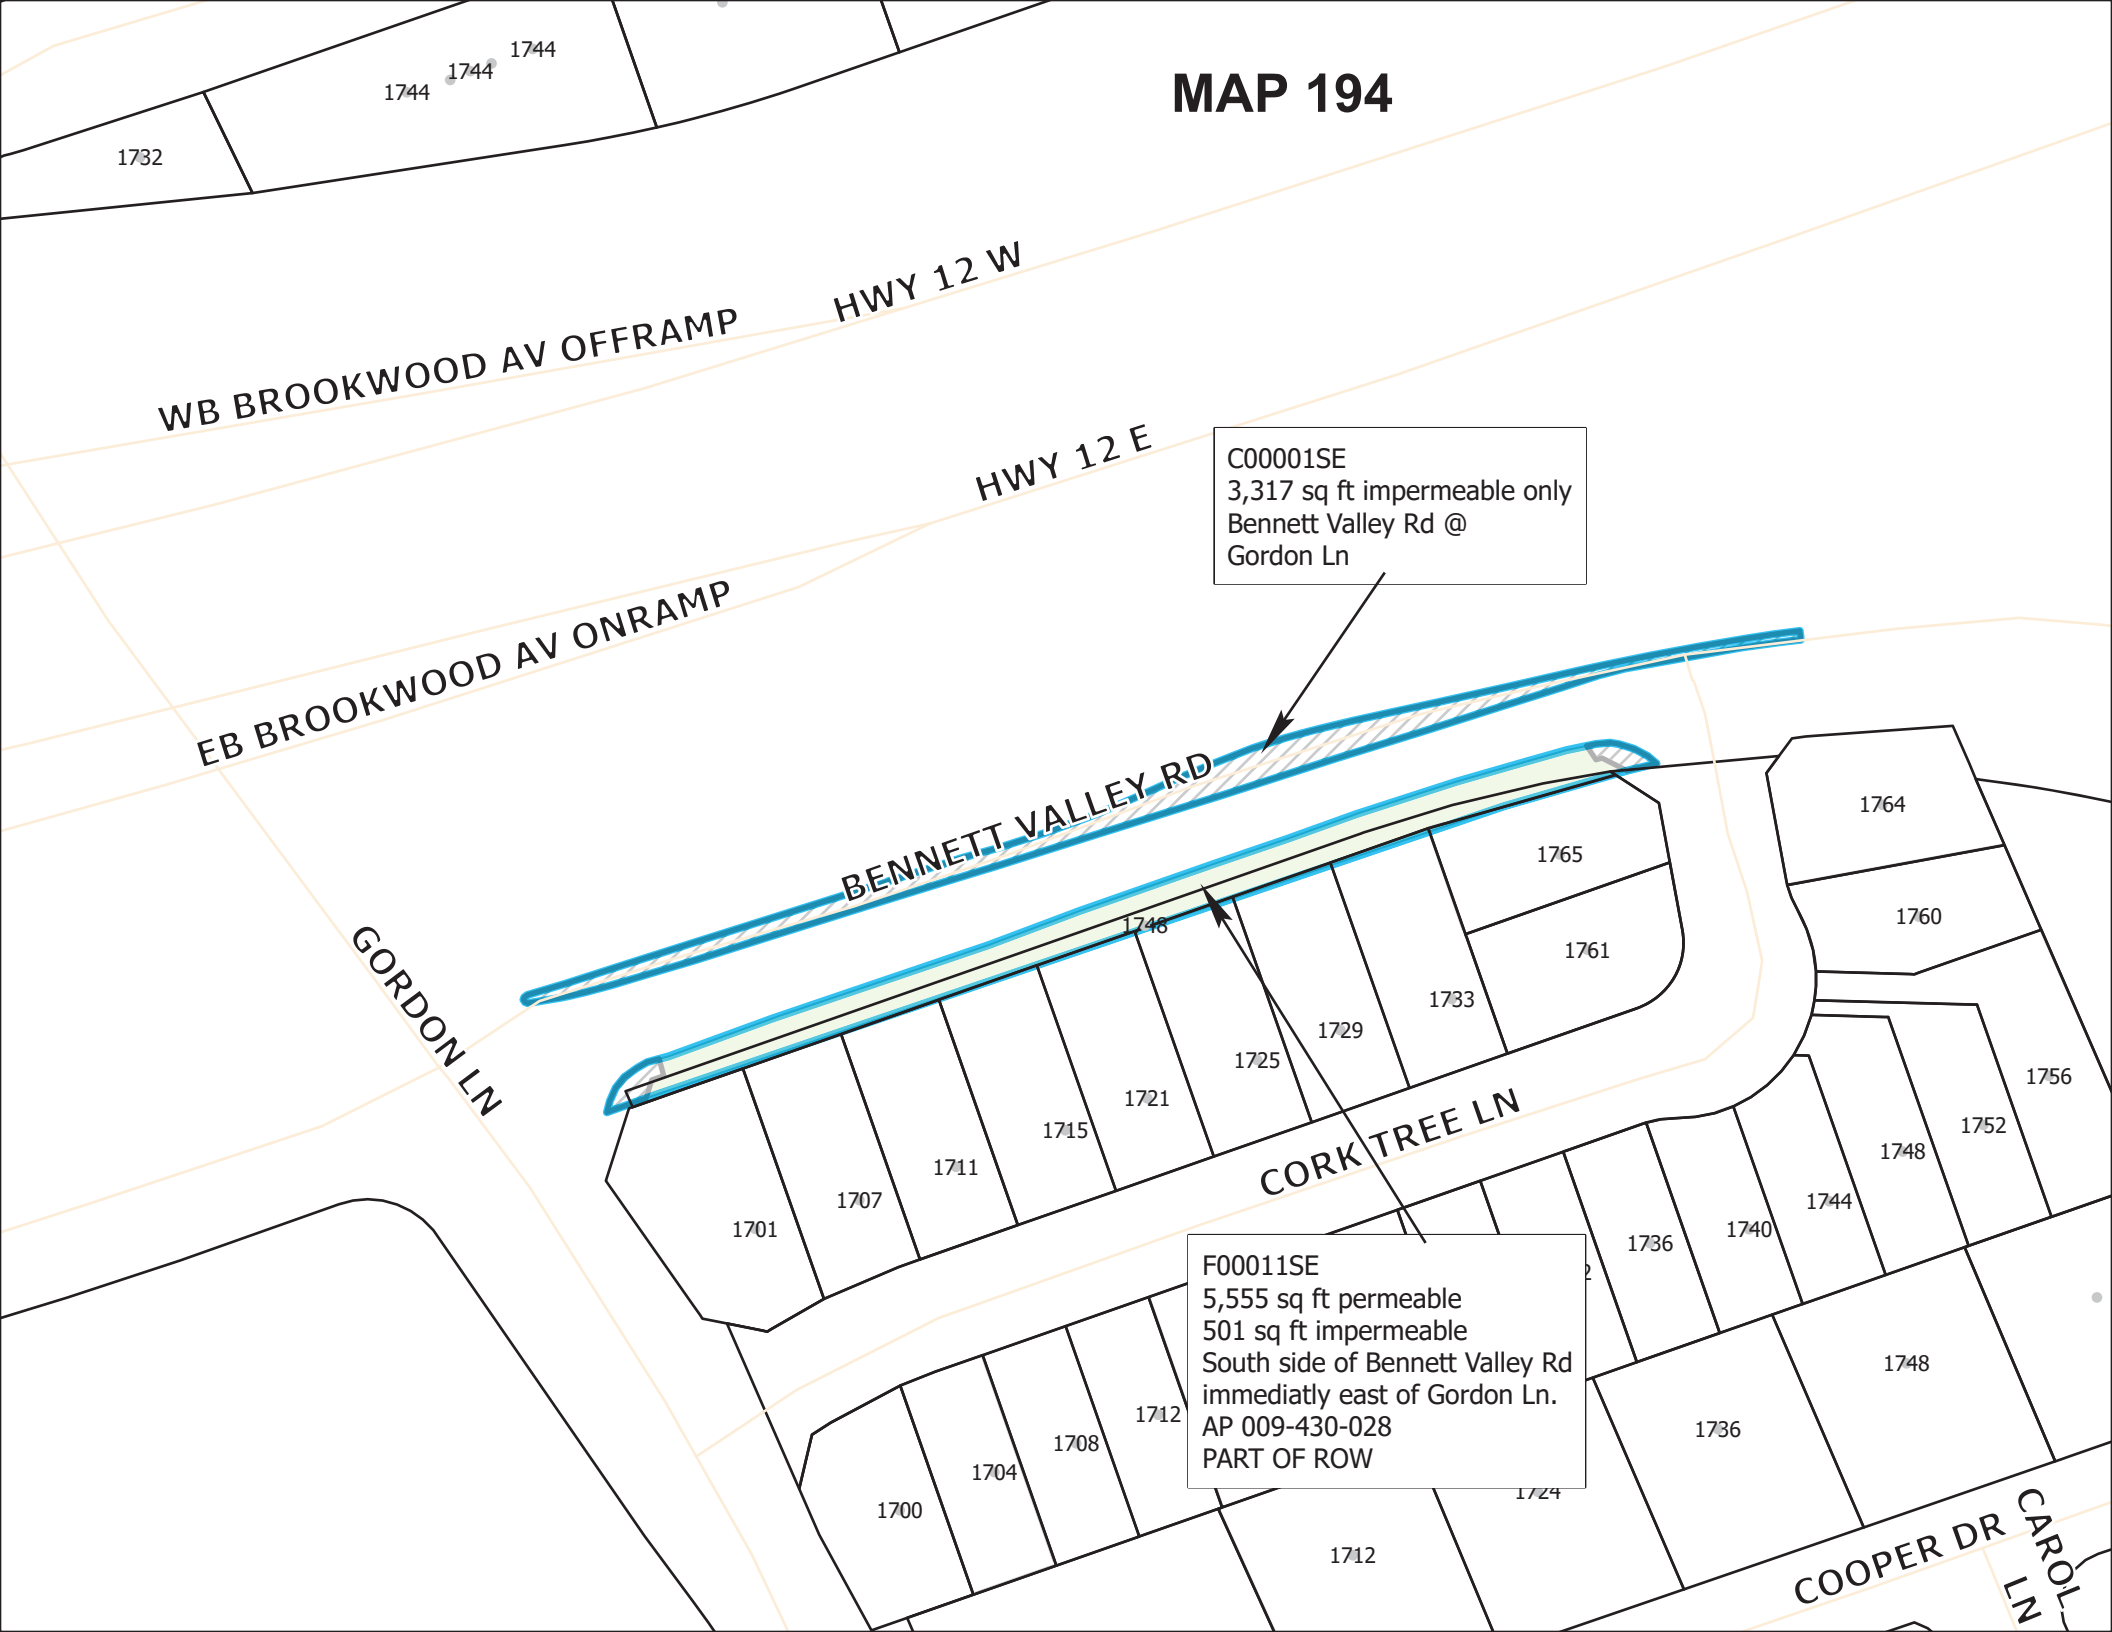 MAP 194
1744
1744
1744
1732
HWY 12 W
WB BROOKWOOD AV OFFRAMP
HWY 12 E
C00001SE
3,317 sq ft impermeable only
Bennett Valley Rd @
Gordon Ln
EB BROOKWOOD AV ONRAMP
BENNETT VALLEY RD
GORDON LN
1748
1764
1765
1760
1761
1733
1729
1725
1721
1715
1711
1707
1701
CORK TREE LN
1756
1752
1748
1744
1740
1736
2
F00011SE
5,555 sq ft permeable
501 sq ft impermeable
South side of Bennett Valley Rd
immediatly east of Gordon Ln.
AP 009-430-028
PART OF ROW
1748
1736
1712
1708
1704
1700
1724
1712
COOPER DR
CAROL
LN